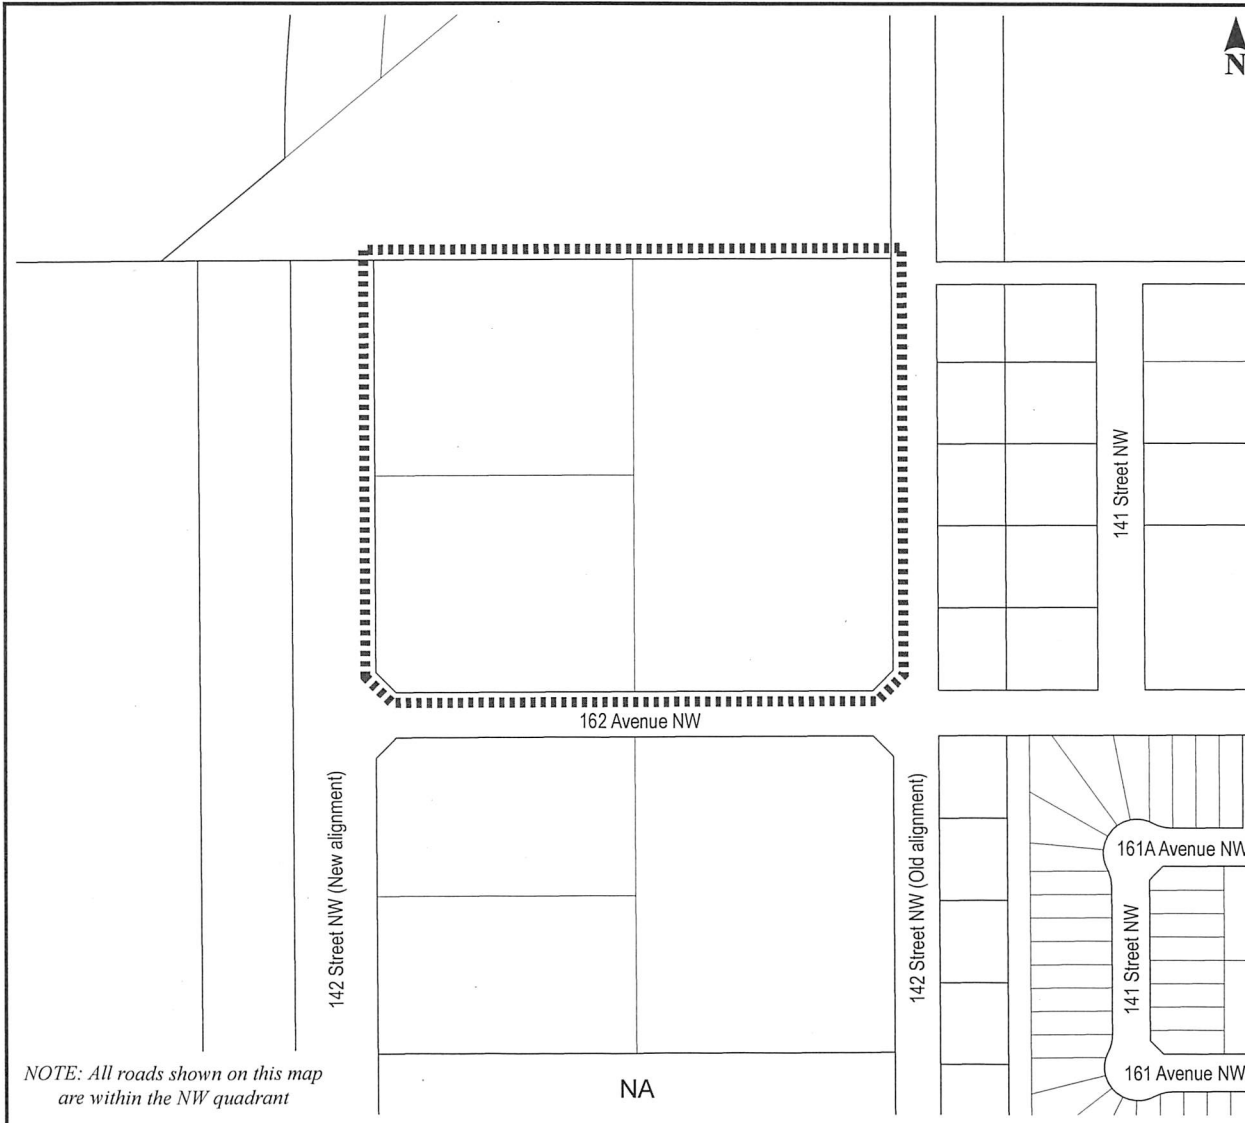 N
141 Street NW
162 Avenue NW
142 Street NW (New alignment)
142 Street NW (Old alignment)
161A Avenue NW
141 Street NW
161 Avenue NW
NOTE: All roads shown on this map
are within the NW quadrant
NA